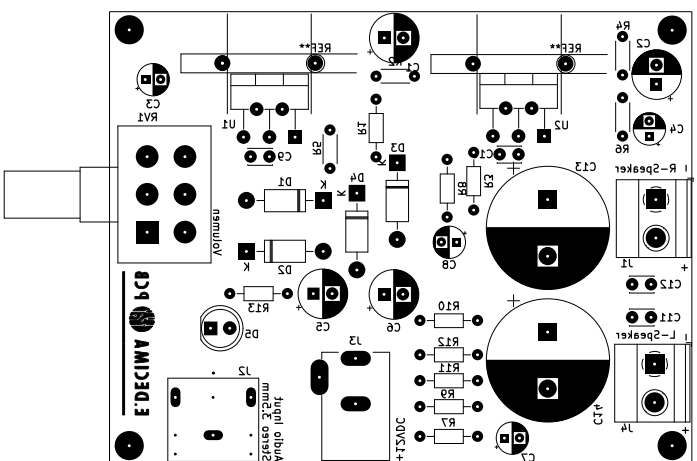 REF**
R2
C1
REF**
R4
C2
C3
RV1
U1
R1
U2
C4
R6
R5
C9
D3
K
C13
R-Speaker
D1
K
D4
K
R8
R3
Volumen
K
D2
C8
J1
R13
C5
C6
C12
R10
C11
E.DECIMA PCB
D5
J3
R12
L-Speaker
J2
R11
R9
R7
C14
J4
C7
Audio Input
Stereo 3.5mm
+12VDC